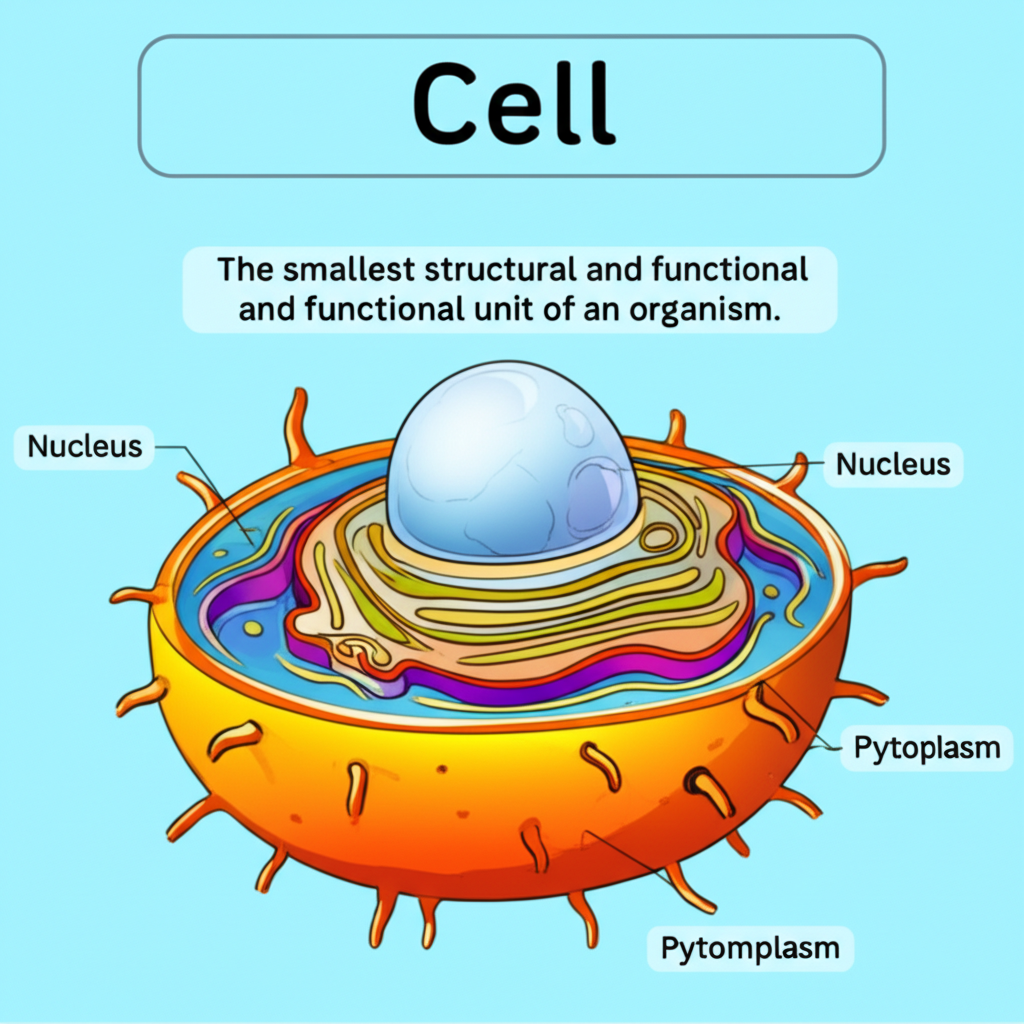 Cell
The smallest structural and functional
and functional unit of an organism.
Nucleus
Nucleus
Pytoplasm
Pytomplasm